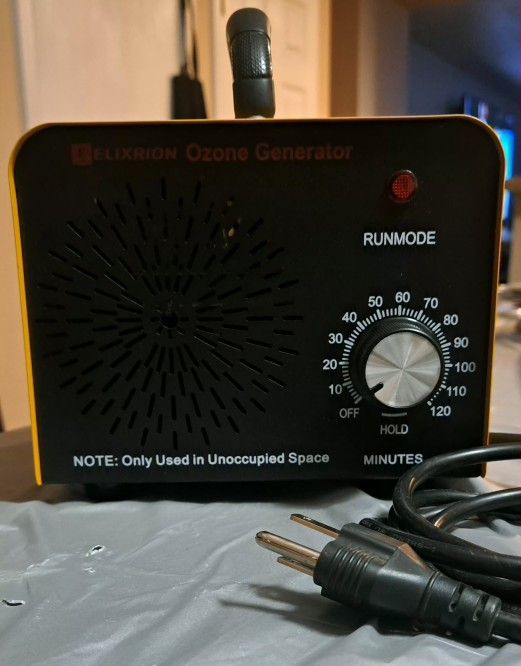 ELIXRION Ozone Generator
RUNMODE
60
50 70
40 80
30 90
20 100
10 110
OFF 120
HOLD
NOTE: Only Used in Unoccupied Space MINUTES